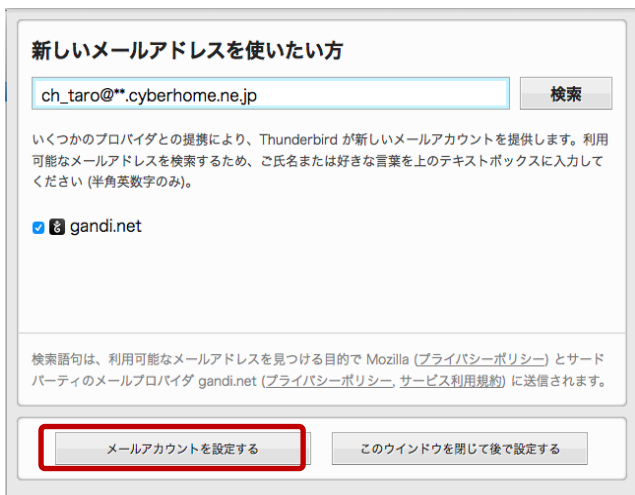 新しいメールアドレスを使いたい方
ch_taro@**.cyberhome.ne.jp
検索
いくつかのプロバイダとの提携により、Thunderbird が新しいメールアカウントを提供します。利用
可能なメールアドレスを検索するため、ご氏名または好きな言葉を上のテキストボックスに入力して
ください (半角英数字のみ)。
gandi.net
検索語句は、利用可能なメールアドレスを見つける目的で Mozilla (プライバシーポリシー) とサード
パーティのメールプロバイダ gandi.net (プライバシーポリシー, サービス利用規約) に送信されます。
メールアカウントを設定する
このウインドウを閉じて後で設定する